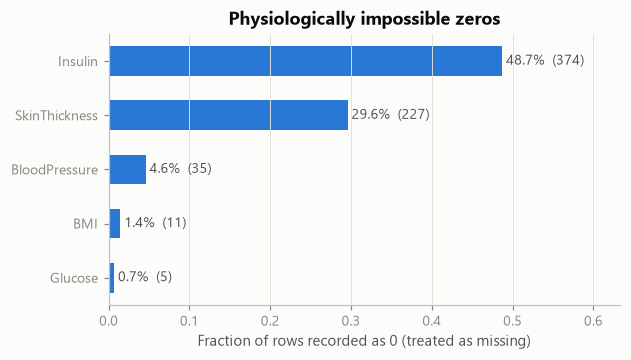 Physiologically impossible zeros
Insulin 48.7% (374)
SkinThickness 29.6% (227)
BloodPressure 4.6% (35)
BMI 1.4% (11)
Glucose 0.7% (5)
0.0 0.1 0.2 0.3 0.4 0.5 0.6
Fraction of rows recorded as 0 (treated as missing)